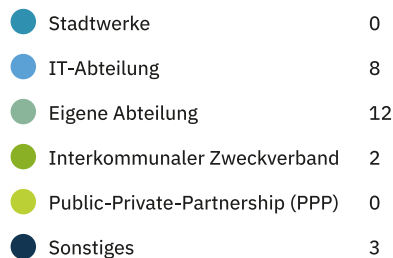 Stadtwerke 0
IT-Abteilung 8
Eigene Abteilung 12
Interkommunaler Zweckverband 2
Public-Private-Partnership (PPP) 0
Sonstiges 3